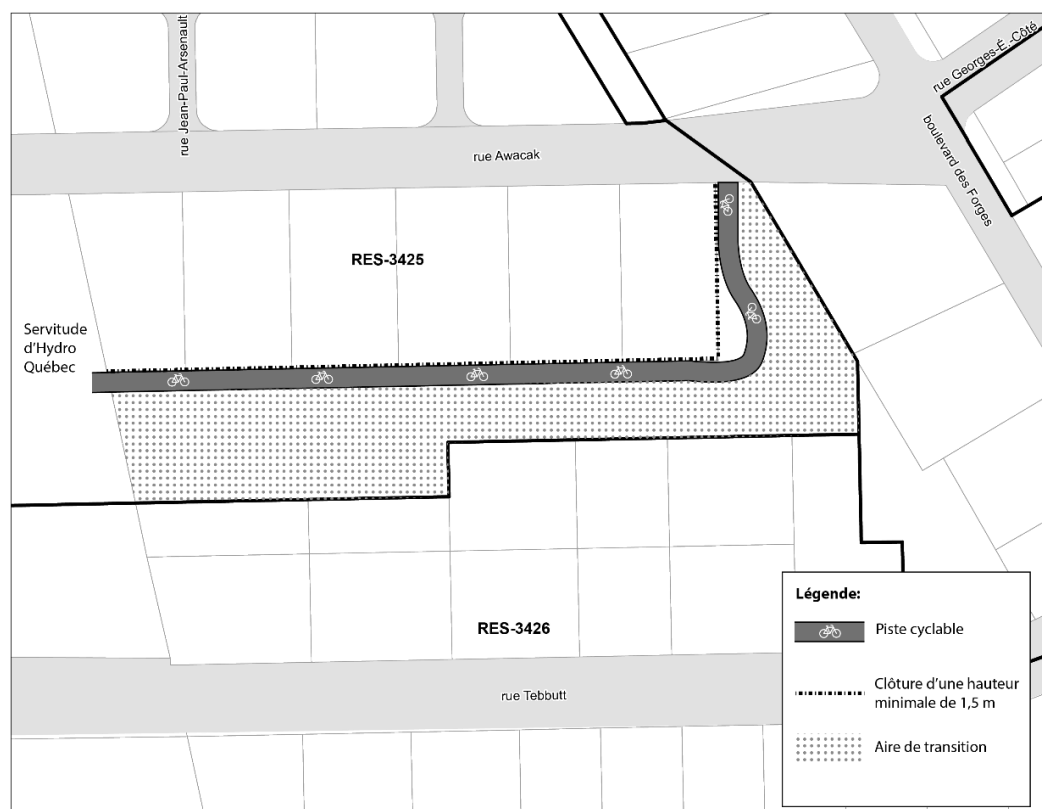 rue Jean-Paul-Arsenault
rue Georges-É.-Côté
rue Awacak
boulevard des Forges
RES-3425
Servitude
d'Hydro
Québec
RES-3426
rue Tebbutt
Légende:
Piste cyclable
Clôture d'une hauteur
minimale de 1,5 m
Aire de transition